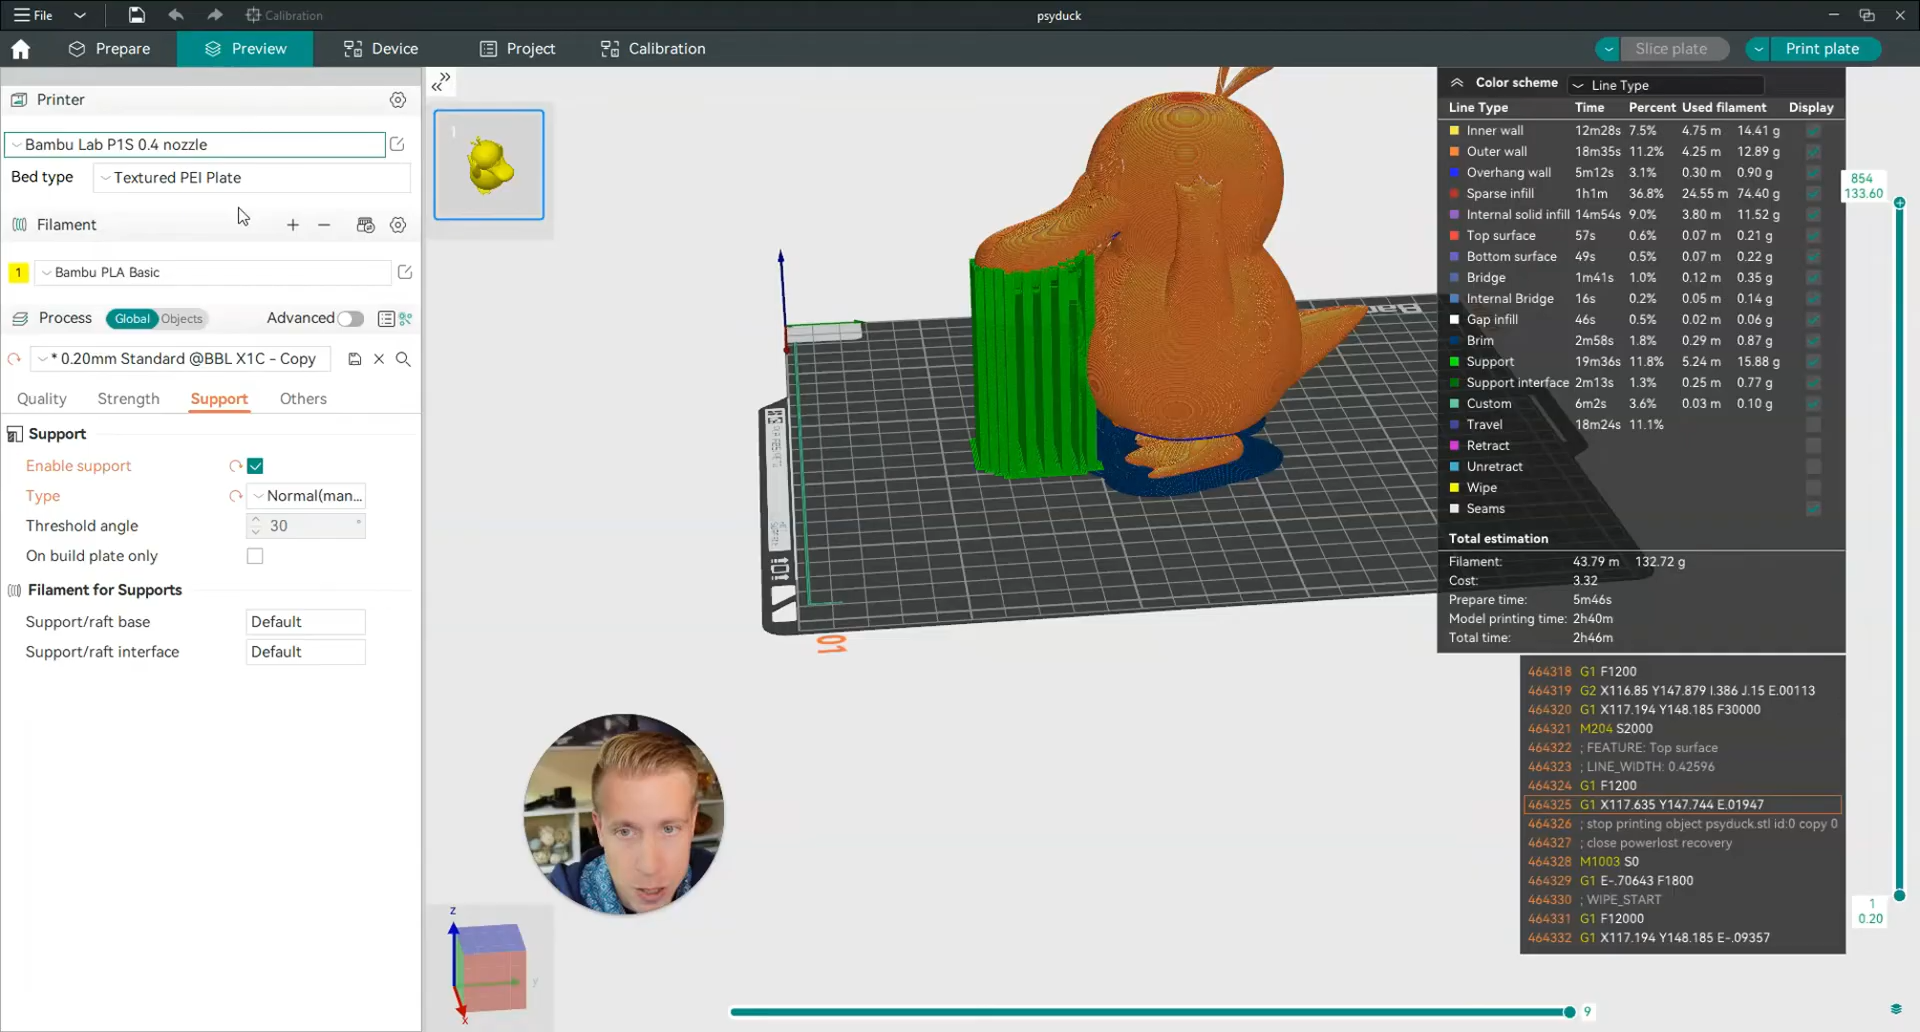 File
Calibration
psyduck
Prepare
Preview
Device
Project
Calibration
Slice plate
Print plate
Printer
Bambu Lab P1S 0.4 nozzle
Bed type
Textured PEI Plate
Filament
1
Bambu PLA Basic
Process
Global
Objects
Advanced
* 0.20mm Standard @BBL X1C - Copy
Quality
Strength
Support
Others
Support
Enable support
Type
Normal(man...
Threshold angle
30
°
On build plate only
Filament for Supports
Support/raft base
Default
Support/raft interface
Default
1
01
Color scheme
Line Type
Line Type Time Percent Used filament Display
Inner wall 12m28s 7.5% 4.75 m 14.41 g
Outer wall 18m35s 11.2% 4.25 m 12.89 g
Overhang wall 5m12s 3.1% 0.30 m 0.90 g
Sparse infill 1h1m 36.8% 24.55 m 74.40 g
Internal solid infill 14m54s 9.0% 3.80 m 11.52 g
Top surface 57s 0.6% 0.07 m 0.21 g
Bottom surface 49s 0.5% 0.07 m 0.22 g
Bridge 1m41s 1.0% 0.12 m 0.35 g
Internal Bridge 16s 0.2% 0.05 m 0.14 g
Gap infill 46s 0.5% 0.02 m 0.06 g
Brim 2m58s 1.8% 0.29 m 0.87 g
Support 19m36s 11.8% 5.24 m 15.88 g
Support interface 2m13s 1.3% 0.25 m 0.77 g
Custom 6m2s 3.6% 0.03 m 0.10 g
Travel 18m24s 11.1%
Retract
Unretract
Wipe
Seams
Total estimation
Filament: 43.79 m 132.72 g
Cost: 3.32
Prepare time: 5m46s
Model printing time: 2h40m
Total time: 2h46m
854
133.60
464318 G1 F1200
464319 G2 X116.85 Y147.879 I.386 J.15 E.00113
464320 G1 X117.194 Y148.185 F30000
464321 M204 S2000
464322 ; FEATURE: Top surface
464323 ; LINE_WIDTH: 0.42596
464324 G1 F1200
464325 G1 X117.635 Y147.744 E.01947
464326 ; stop printing object psyduck.stl id:0 copy 0
464327 ; close powerlost recovery
464328 M1003 S0
464329 G1 E-.70643 F1800
464330 ; WIPE_START
464331 G1 F12000
464332 G1 X117.194 Y148.185 E-.09357
1
0.20
z
y
x
9